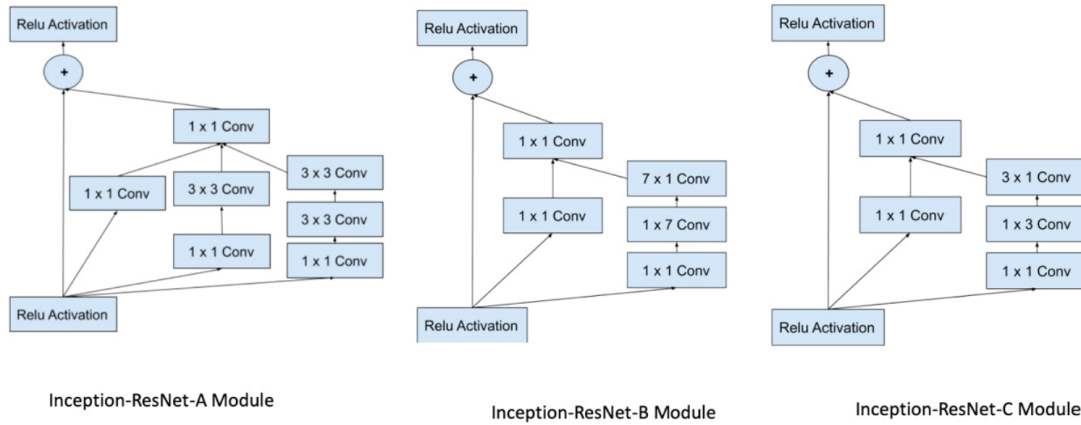 Relu Activation
+
1 x 1 Conv
1 x 1 Conv
3 x 3 Conv
3 x 3 Conv
3 x 3 Conv
1 x 1 Conv
1 x 1 Conv
Relu Activation
Inception-ResNet-A Module
Relu Activation
+
1 x 1 Conv
7 x 1 Conv
1 x 1 Conv
1 x 7 Conv
1 x 1 Conv
Relu Activation
Inception-ResNet-B Module
Relu Activation
+
1 x 1 Conv
3 x 1 Conv
1 x 1 Conv
1 x 3 Conv
1 x 1 Conv
Relu Activation
Inception-ResNet-C Module